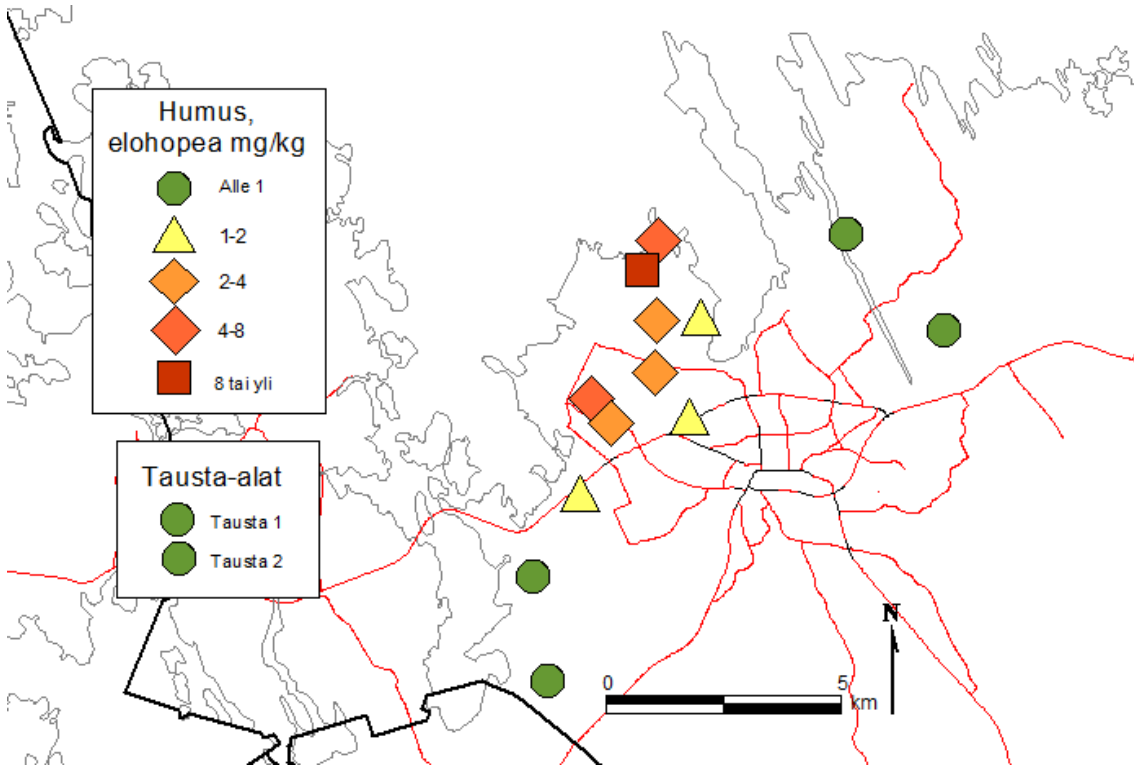 Humus,
elohopea mg/kg
Alle 1
1-2
2-4
4-8
8 tai yli
Tausta-alat
Tausta 1
Tausta 2
N
0 5
km